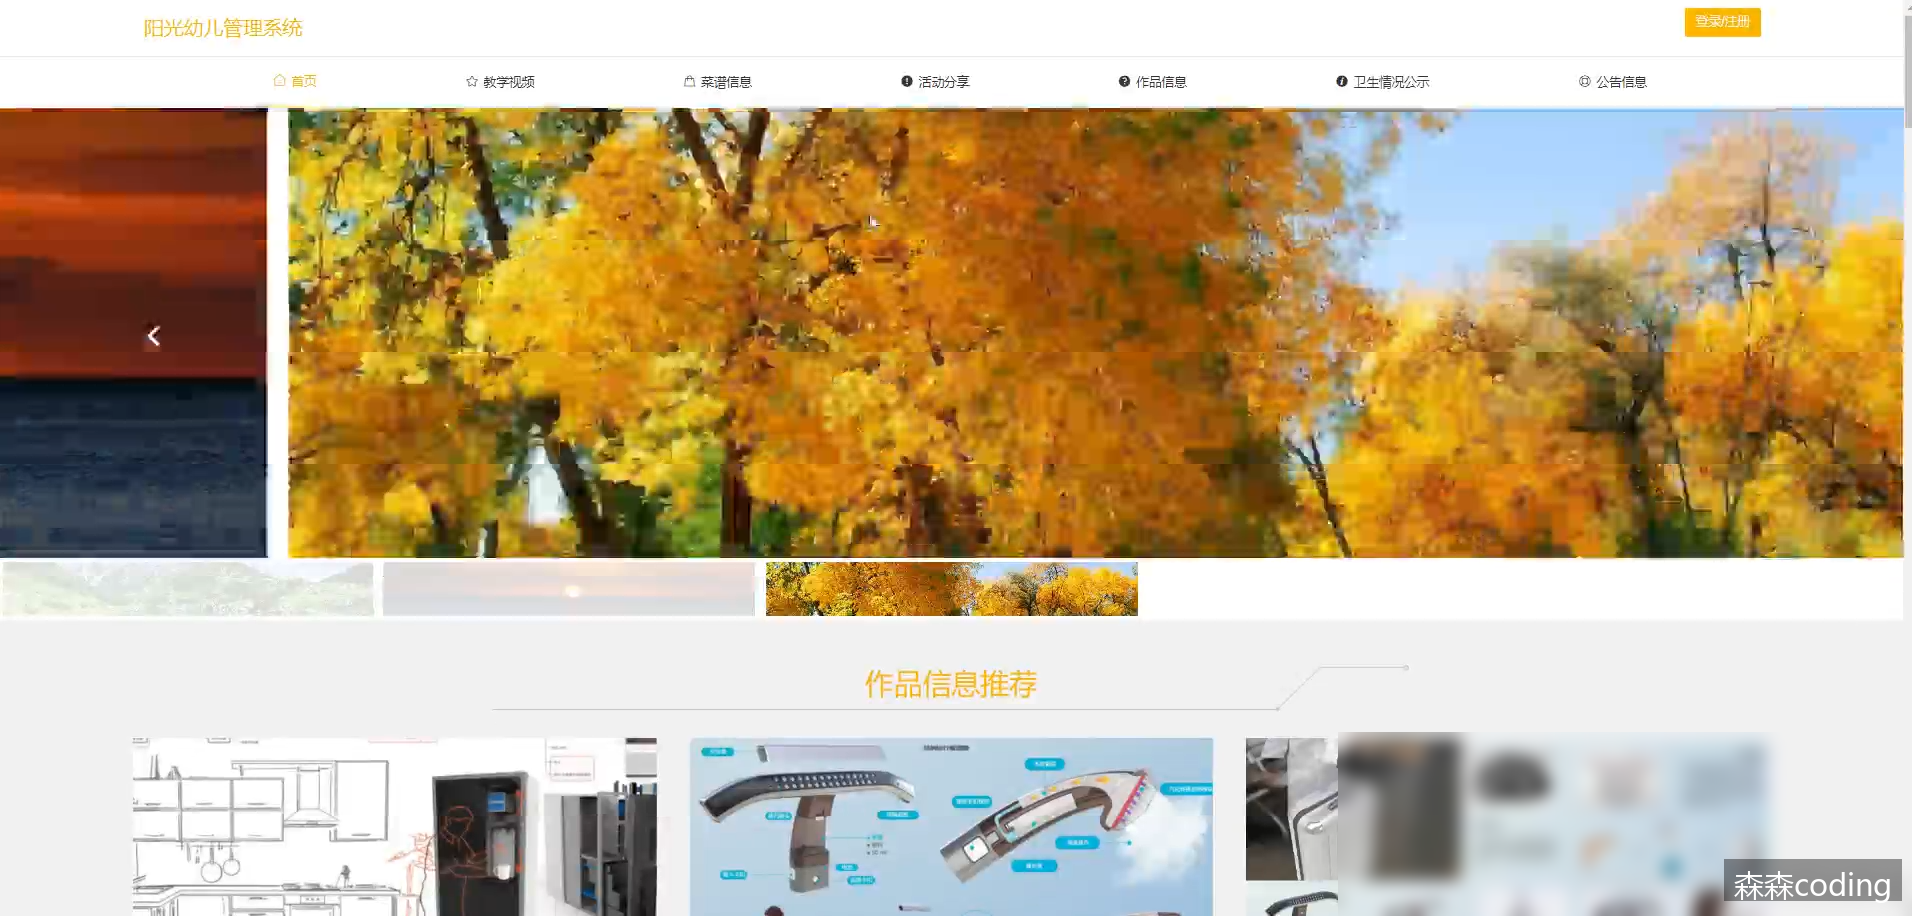 阳光幼儿管理系统
登录/注册
首页
教学视频
菜谱信息
活动分享
作品信息
卫生情况公示
公告信息
作品信息推荐
森森coding